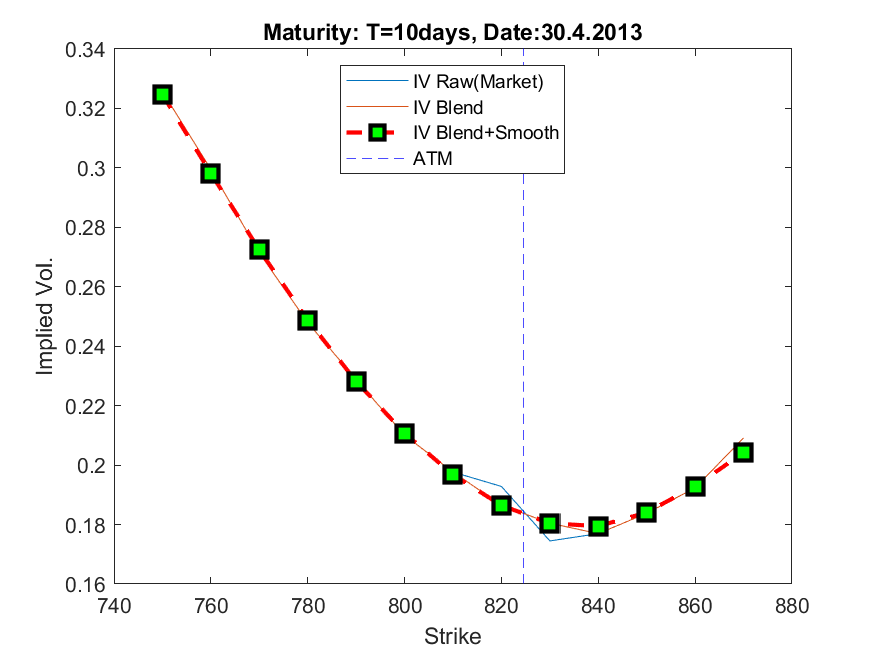 Maturity: T=10days, Date:30.4.2013
0.34
0.32
0.3
0.28
0.26
0.24
0.22
0.2
0.18
0.16
Implied Vol.
IV Raw(Market)
IV Blend
IV Blend+Smooth
ATM
740
760
780
800
820
840
860
880
Strike